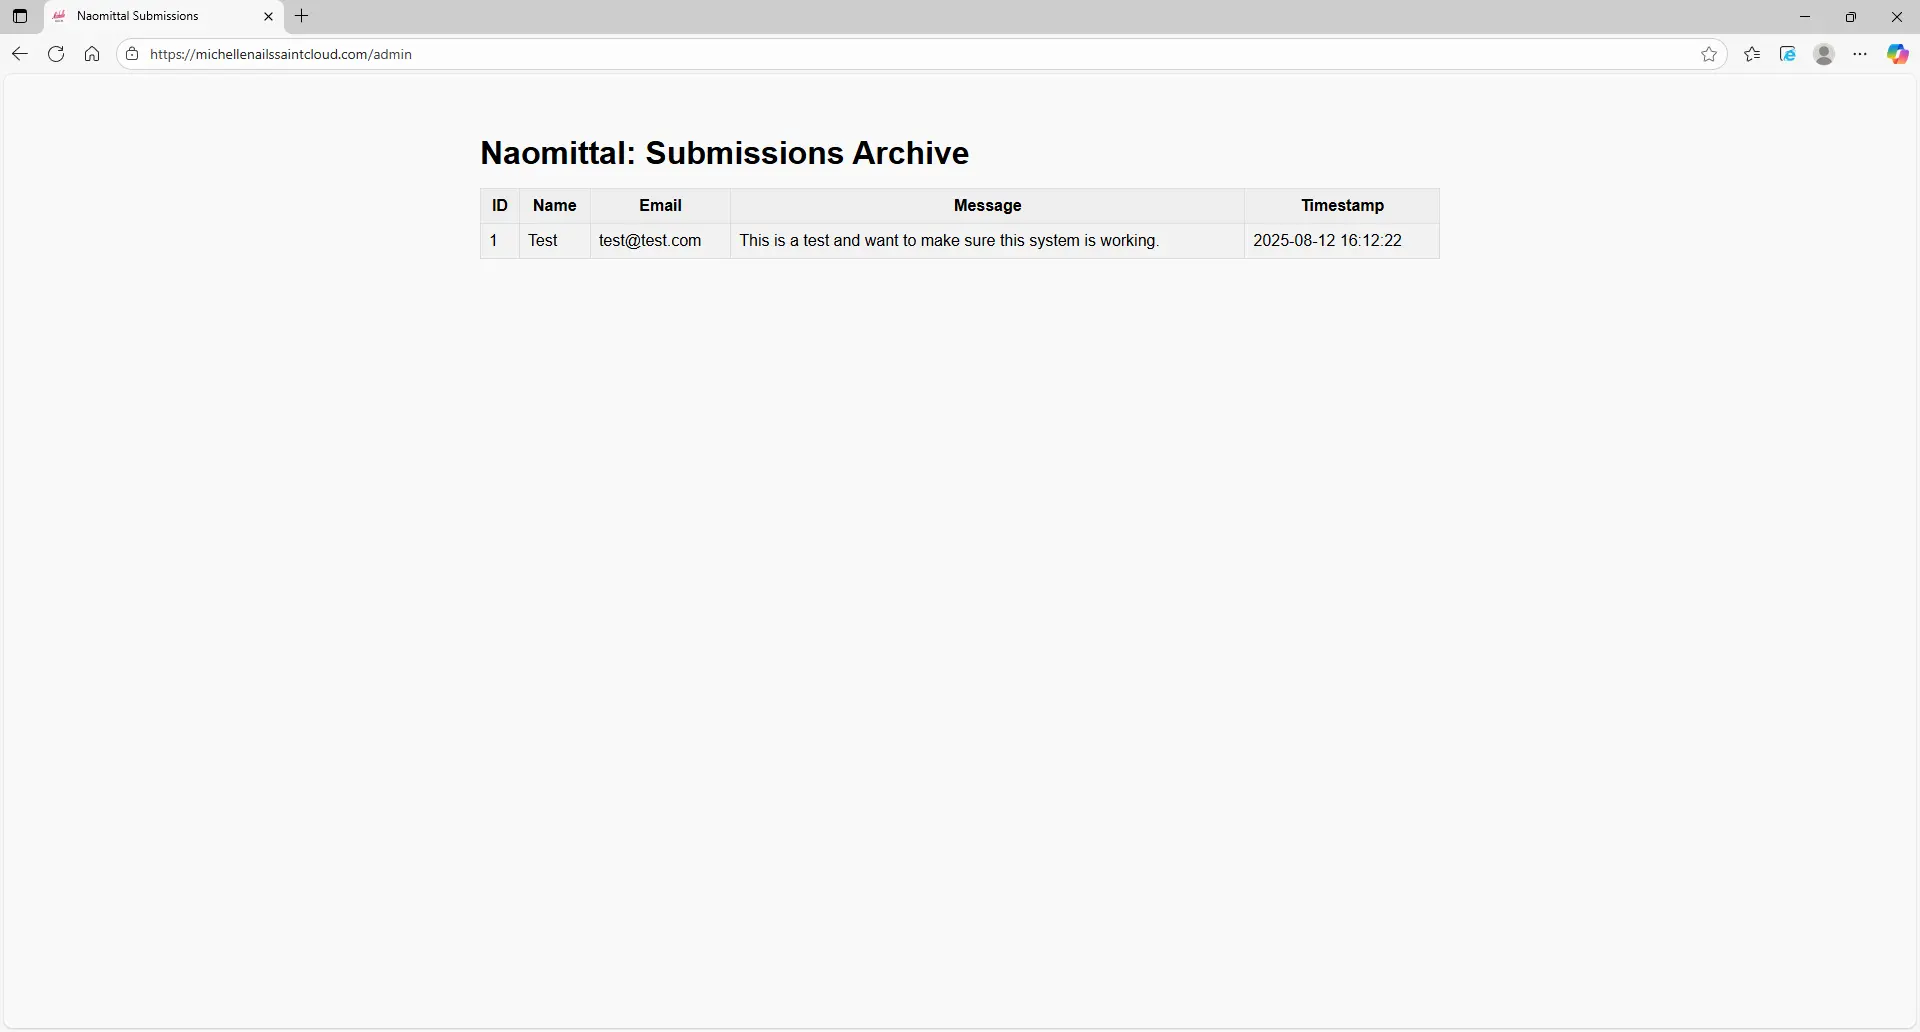 Naomittal Submissions
https://michellenailssaintcloud.com/admin
Naomittal: Submissions Archive
ID Name Email Message Timestamp
1 Test test@test.com This is a test and want to make sure this system is working. 2025-08-12 16:12:22